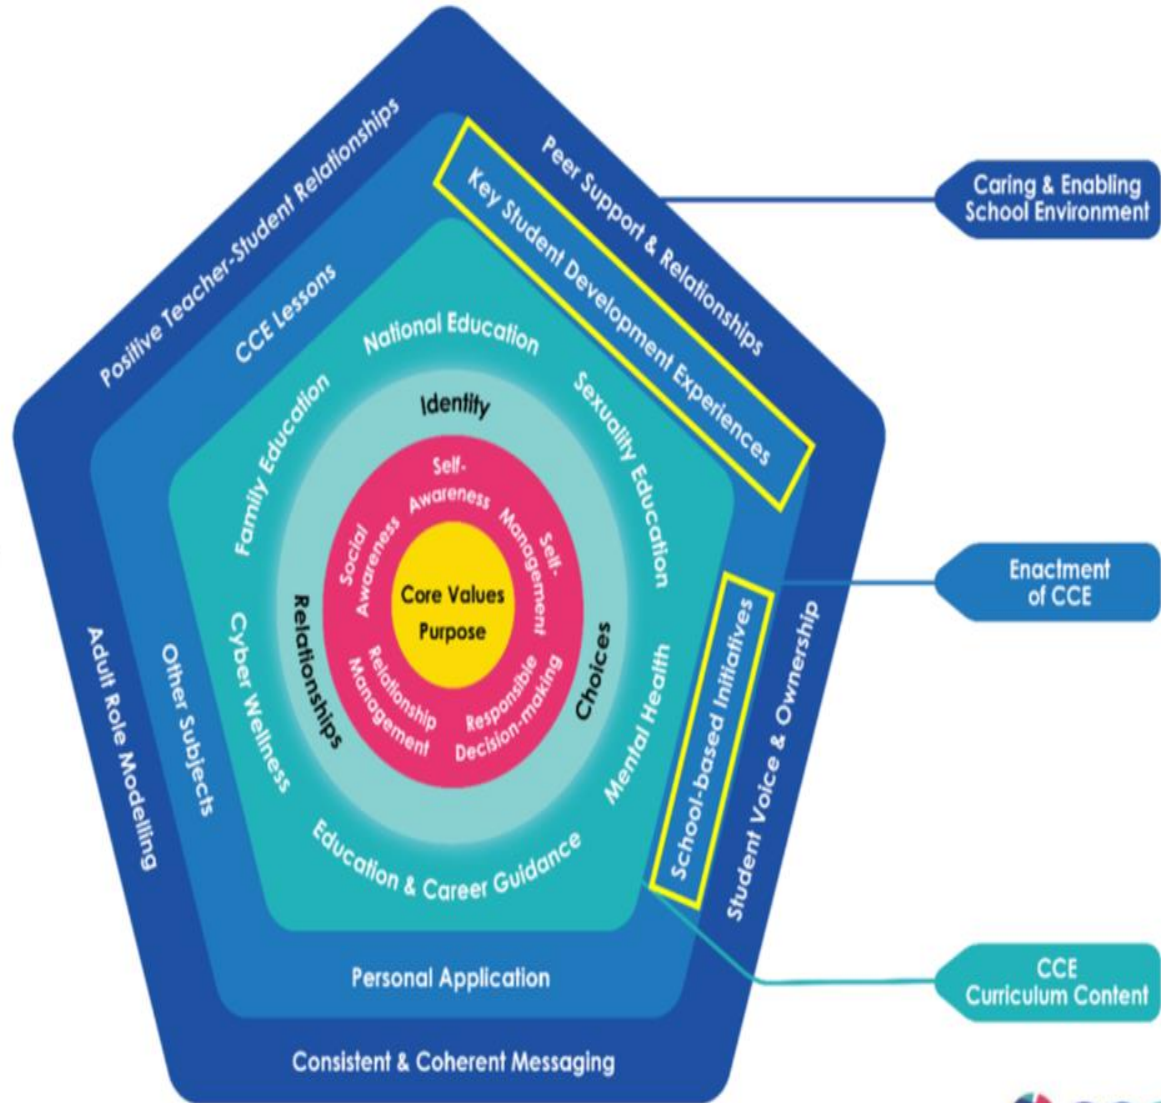 Positive Teacher-Student Relationships
Peer Support & Relationships
Caring & Enabling
School Environment
CCE Lessons
Key Student Development Experiences
National Education
Family Education
Sexuality Education
Identity
Self-
Awareness
Social
Awareness
Self-
Management
Core Values
Purpose
Relationships
Choices
Relationship
Management
Responsible
Decision-making
Enactment
of CCE
Adult Role Modelling
Other Subjects
Cyber Wellness
Mental Health
School-based Initiatives
Student Voice & Ownership
Education & Career Guidance
CCE
Curriculum Content
Personal Application
Consistent & Coherent Messaging